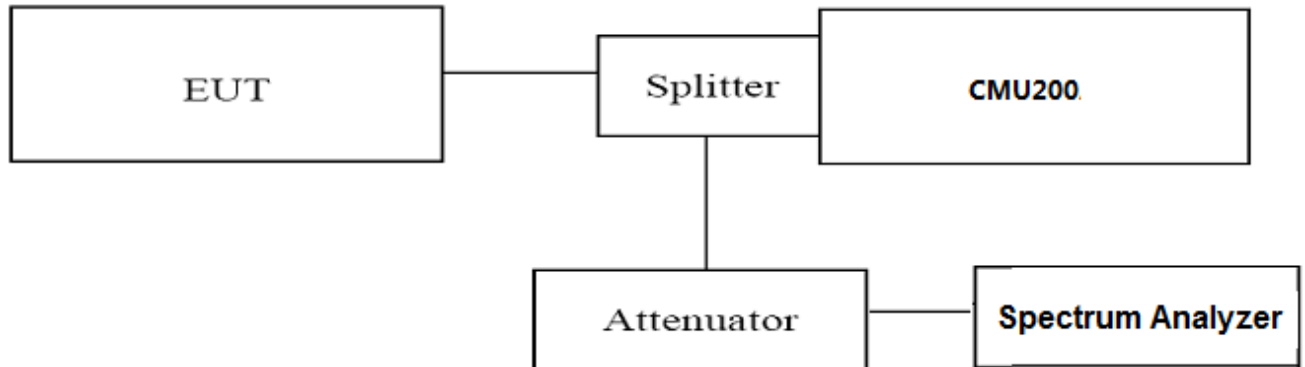 EUT
Splitter
CMU200
Attenuator
Spectrum Analyzer